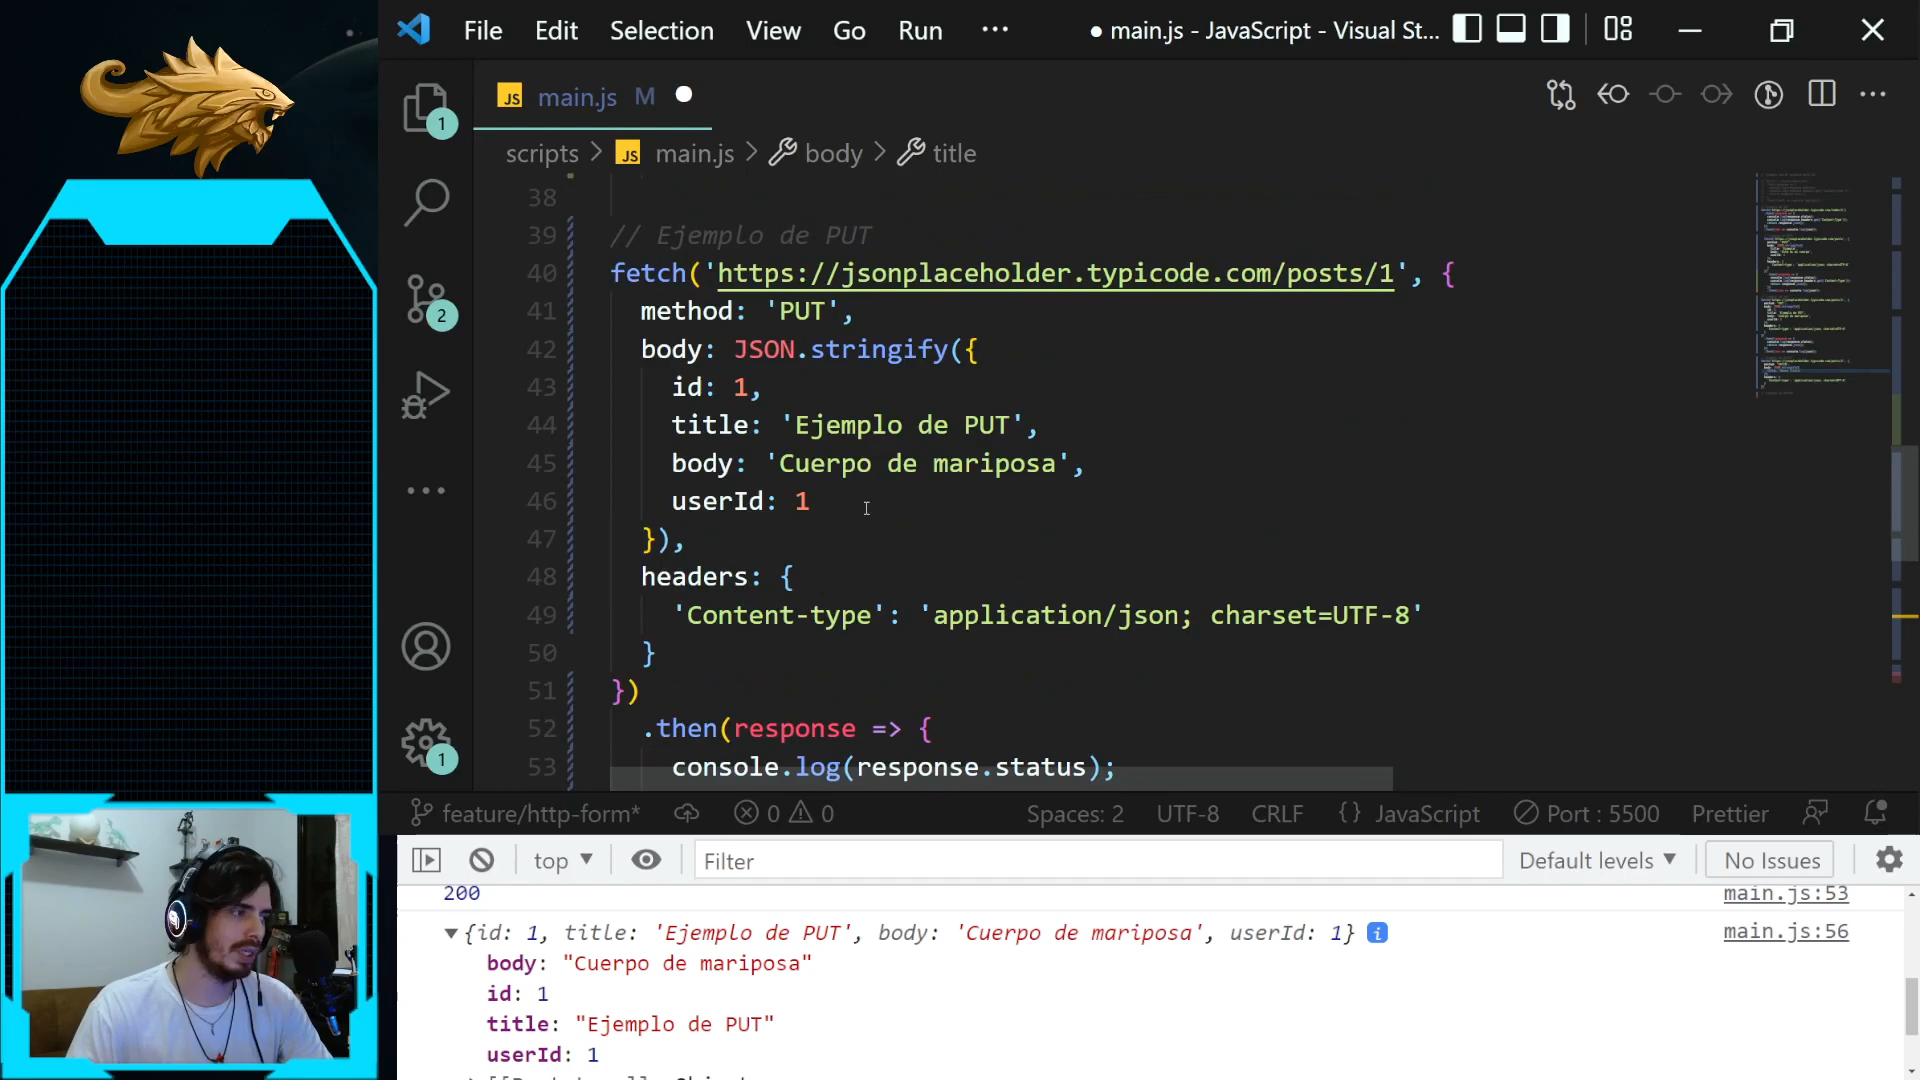 File Edit Selection View Go Run ··· ● main.js - JavaScript - Visual St...
JS main.js M
scripts > JS main.js > body > title
38
39 // Ejemplo de PUT
40 fetch('https://jsonplaceholder.typicode.com/posts/1', {
41 method: 'PUT',
42 body: JSON.stringify({
43 id: 1,
44 title: 'Ejemplo de PUT',
45 body: 'Cuerpo de mariposa',
46 userId: 1
47 }),
48 headers: {
49 'Content-type': 'application/json; charset=UTF-8'
50 }
51 })
52 .then(response => {
53 console.log(response.status);
1
2
1
feature/http-form* 0 0 Spaces: 2 UTF-8 CRLF {} JavaScript Port : 5500 Prettier
top ▼ Filter Default levels ▼ No Issues
200 main.js:53
▼{id: 1, title: 'Ejemplo de PUT', body: 'Cuerpo de mariposa', userId: 1} i main.js:56
body: "Cuerpo de mariposa"
id: 1
title: "Ejemplo de PUT"
userId: 1